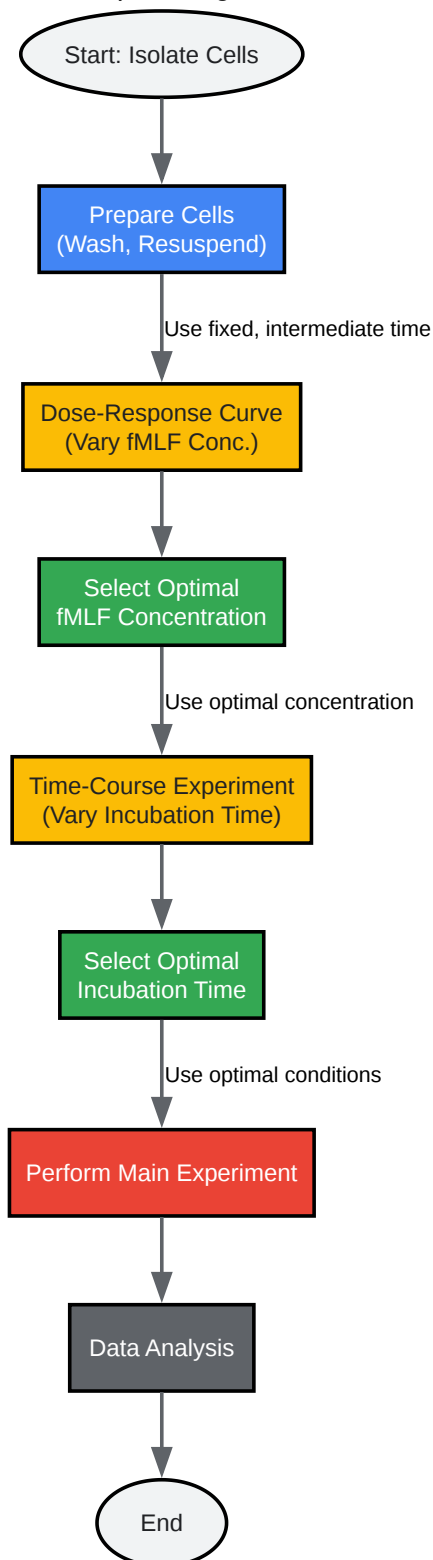 Start: Isolate Cells
Prepare Cells
(Wash, Resuspend)
Use fixed, intermediate time
Dose-Response Curve
(Vary fMLF Conc.)
Select Optimal
fMLF Concentration
Use optimal concentration
Time-Course Experiment
(Vary Incubation Time)
Select Optimal
Incubation Time
Use optimal conditions
Perform Main Experiment
Data Analysis
End